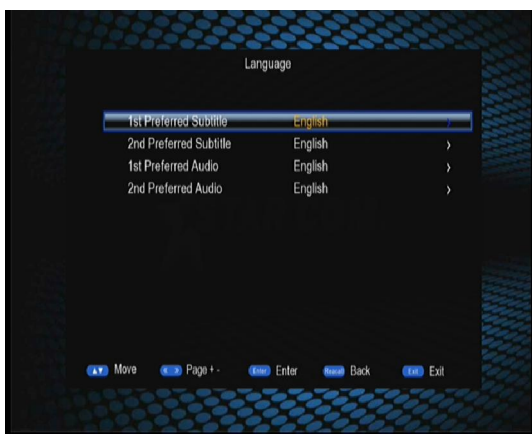 Language
1st Preferred Subtitle English
2nd Preferred Subtitle English ›
1st Preferred Audio English ›
2nd Preferred Audio English ›
▲▼ Move « » Page + - Enter Enter Recall Back Exit Exit